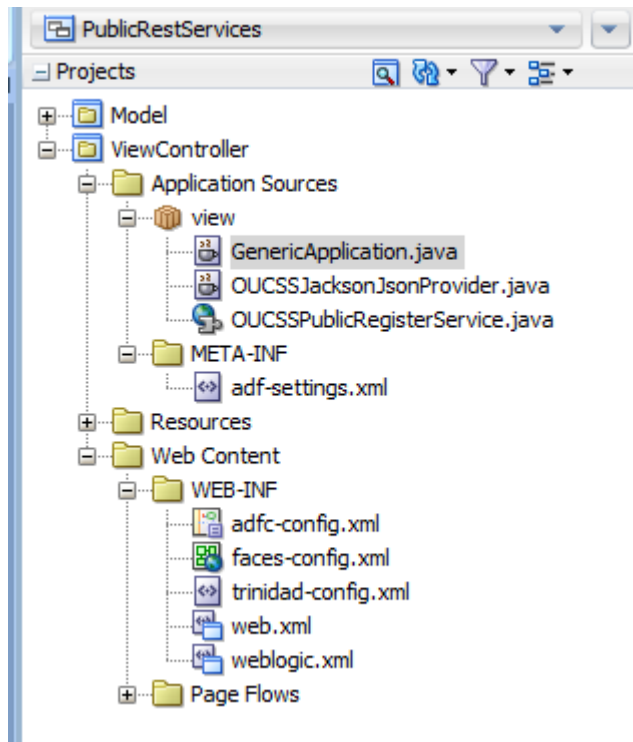 PublicRestServices
Projects
Model
ViewController
Application Sources
view
GenericApplication.java
OUCSSJacksonJsonProvider.java
OUCSSPublicRegisterService.java
META-INF
adf-settings.xml
Resources
Web Content
WEB-INF
adfc-config.xml
faces-config.xml
trinidad-config.xml
web.xml
weblogic.xml
Page Flows